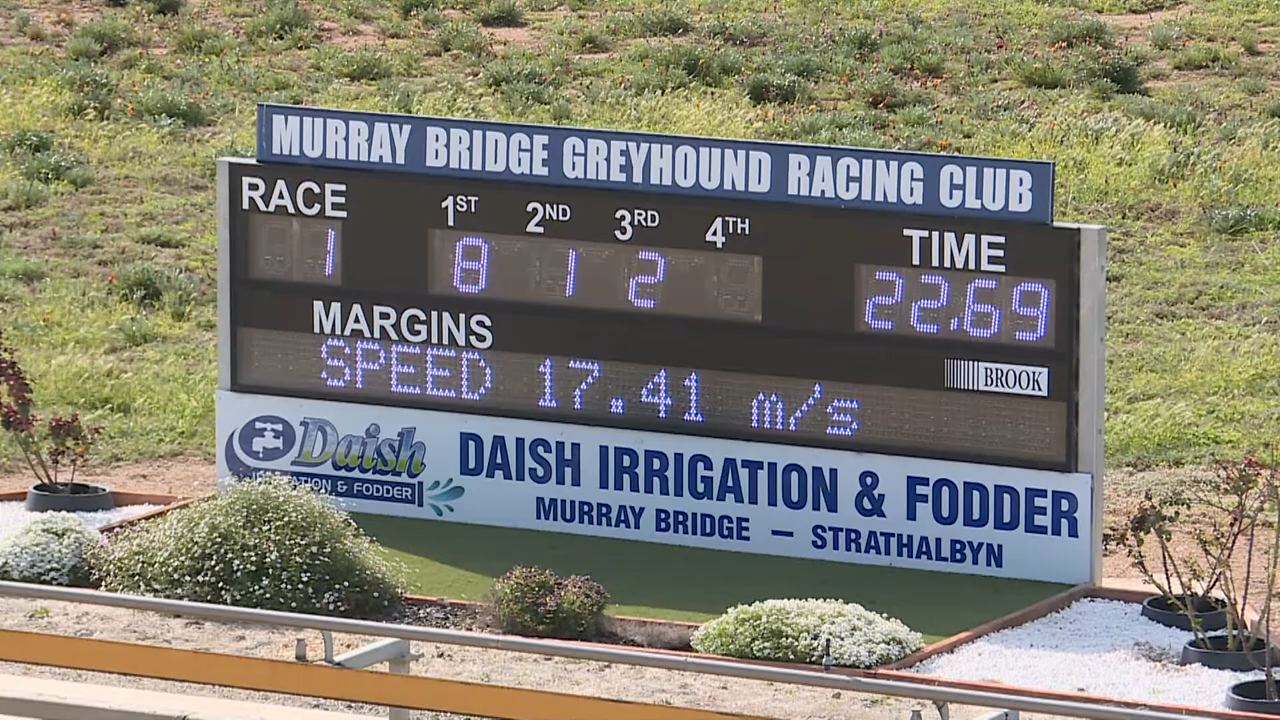 MURRAY BRIDGE GREYHOUND RACING CLUB
RACE 1ST 2ND 3RD 4TH TIME
1 8 1 2 22.69
MARGINS
SPEED 17.41 m/s
BROOK
Daish
IRRIGATION & FODDER
DAISH IRRIGATION & FODDER
MURRAY BRIDGE — STRATHALBYN